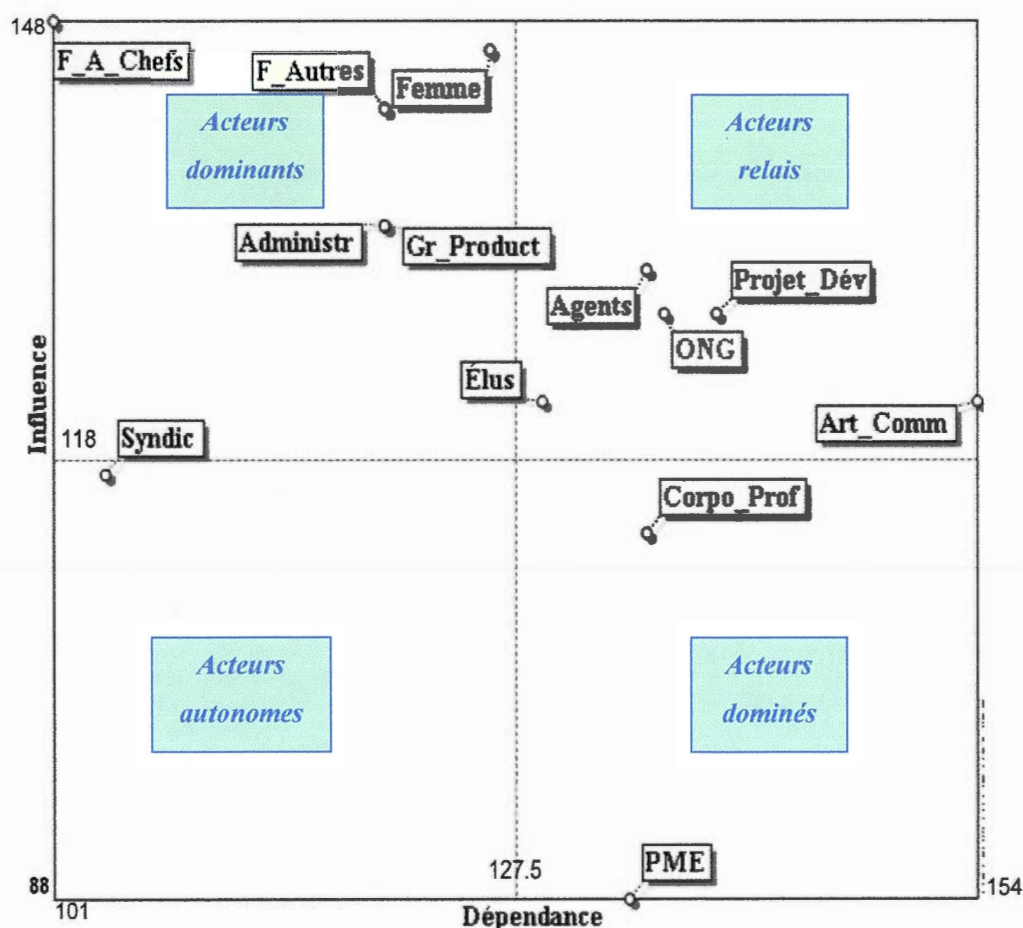 148
F_A_Chefs
F_Autres
Femme
Acteurs
dominants
Acteurs
relais
Administr
Gr_Product
Agents
Projet_Dév
ONG
Élus
Art_Comm
Influence
118
Syndic
Corpo_Prof
Acteurs
autonomes
Acteurs
dominés
PME
127.5
88
154
101
Dépendance